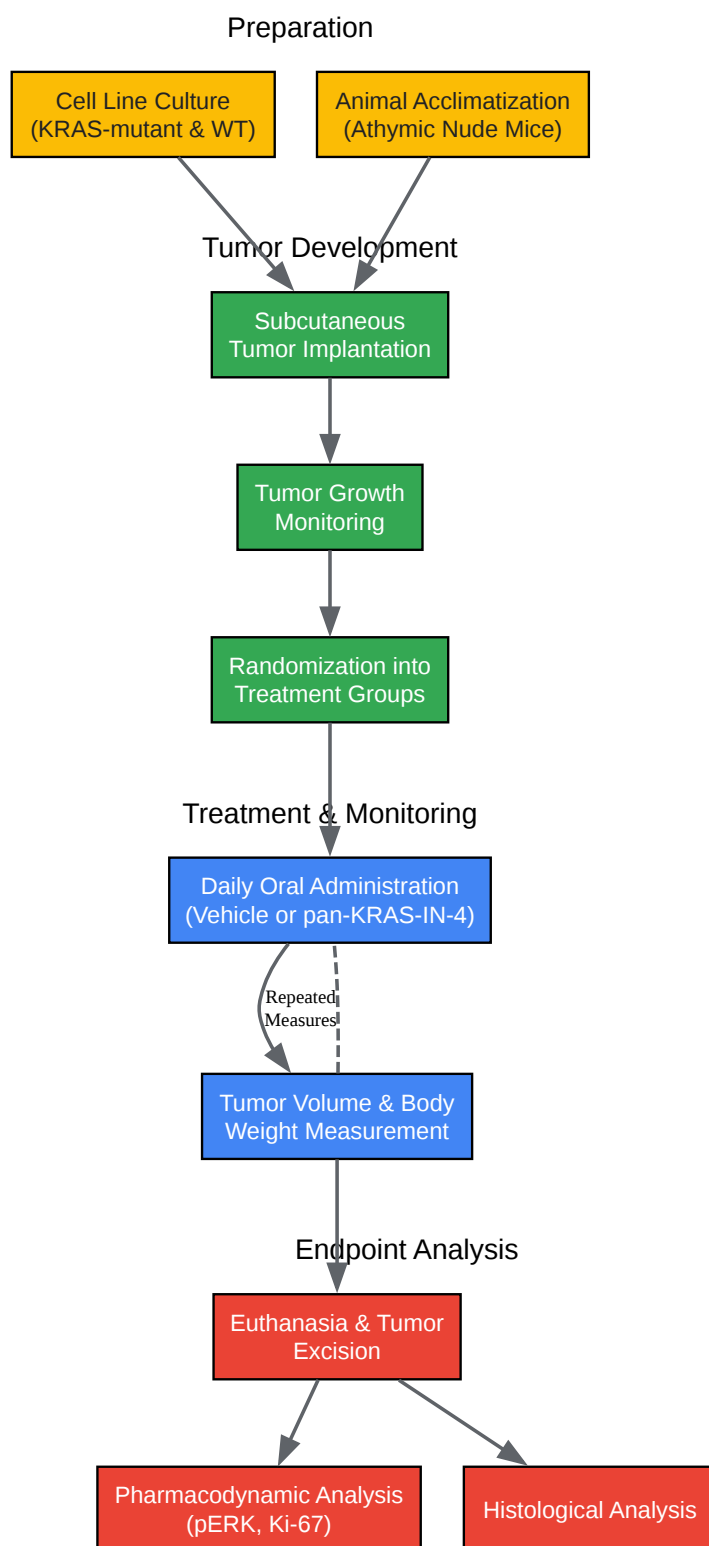 Preparation
Cell Line Culture
(KRAS-mutant & WT)
Animal Acclimatization
(Athymic Nude Mice)
Tumor Development
Subcutaneous
Tumor Implantation
Tumor Growth
Monitoring
Randomization into
Treatment Groups
Treatment & Monitoring
Daily Oral Administration
(Vehicle or pan-KRAS-IN-4)
Repeated
Measures
Tumor Volume & Body
Weight Measurement
Endpoint Analysis
Euthanasia & Tumor
Excision
Pharmacodynamic Analysis
(pERK, Ki-67)
Histological Analysis